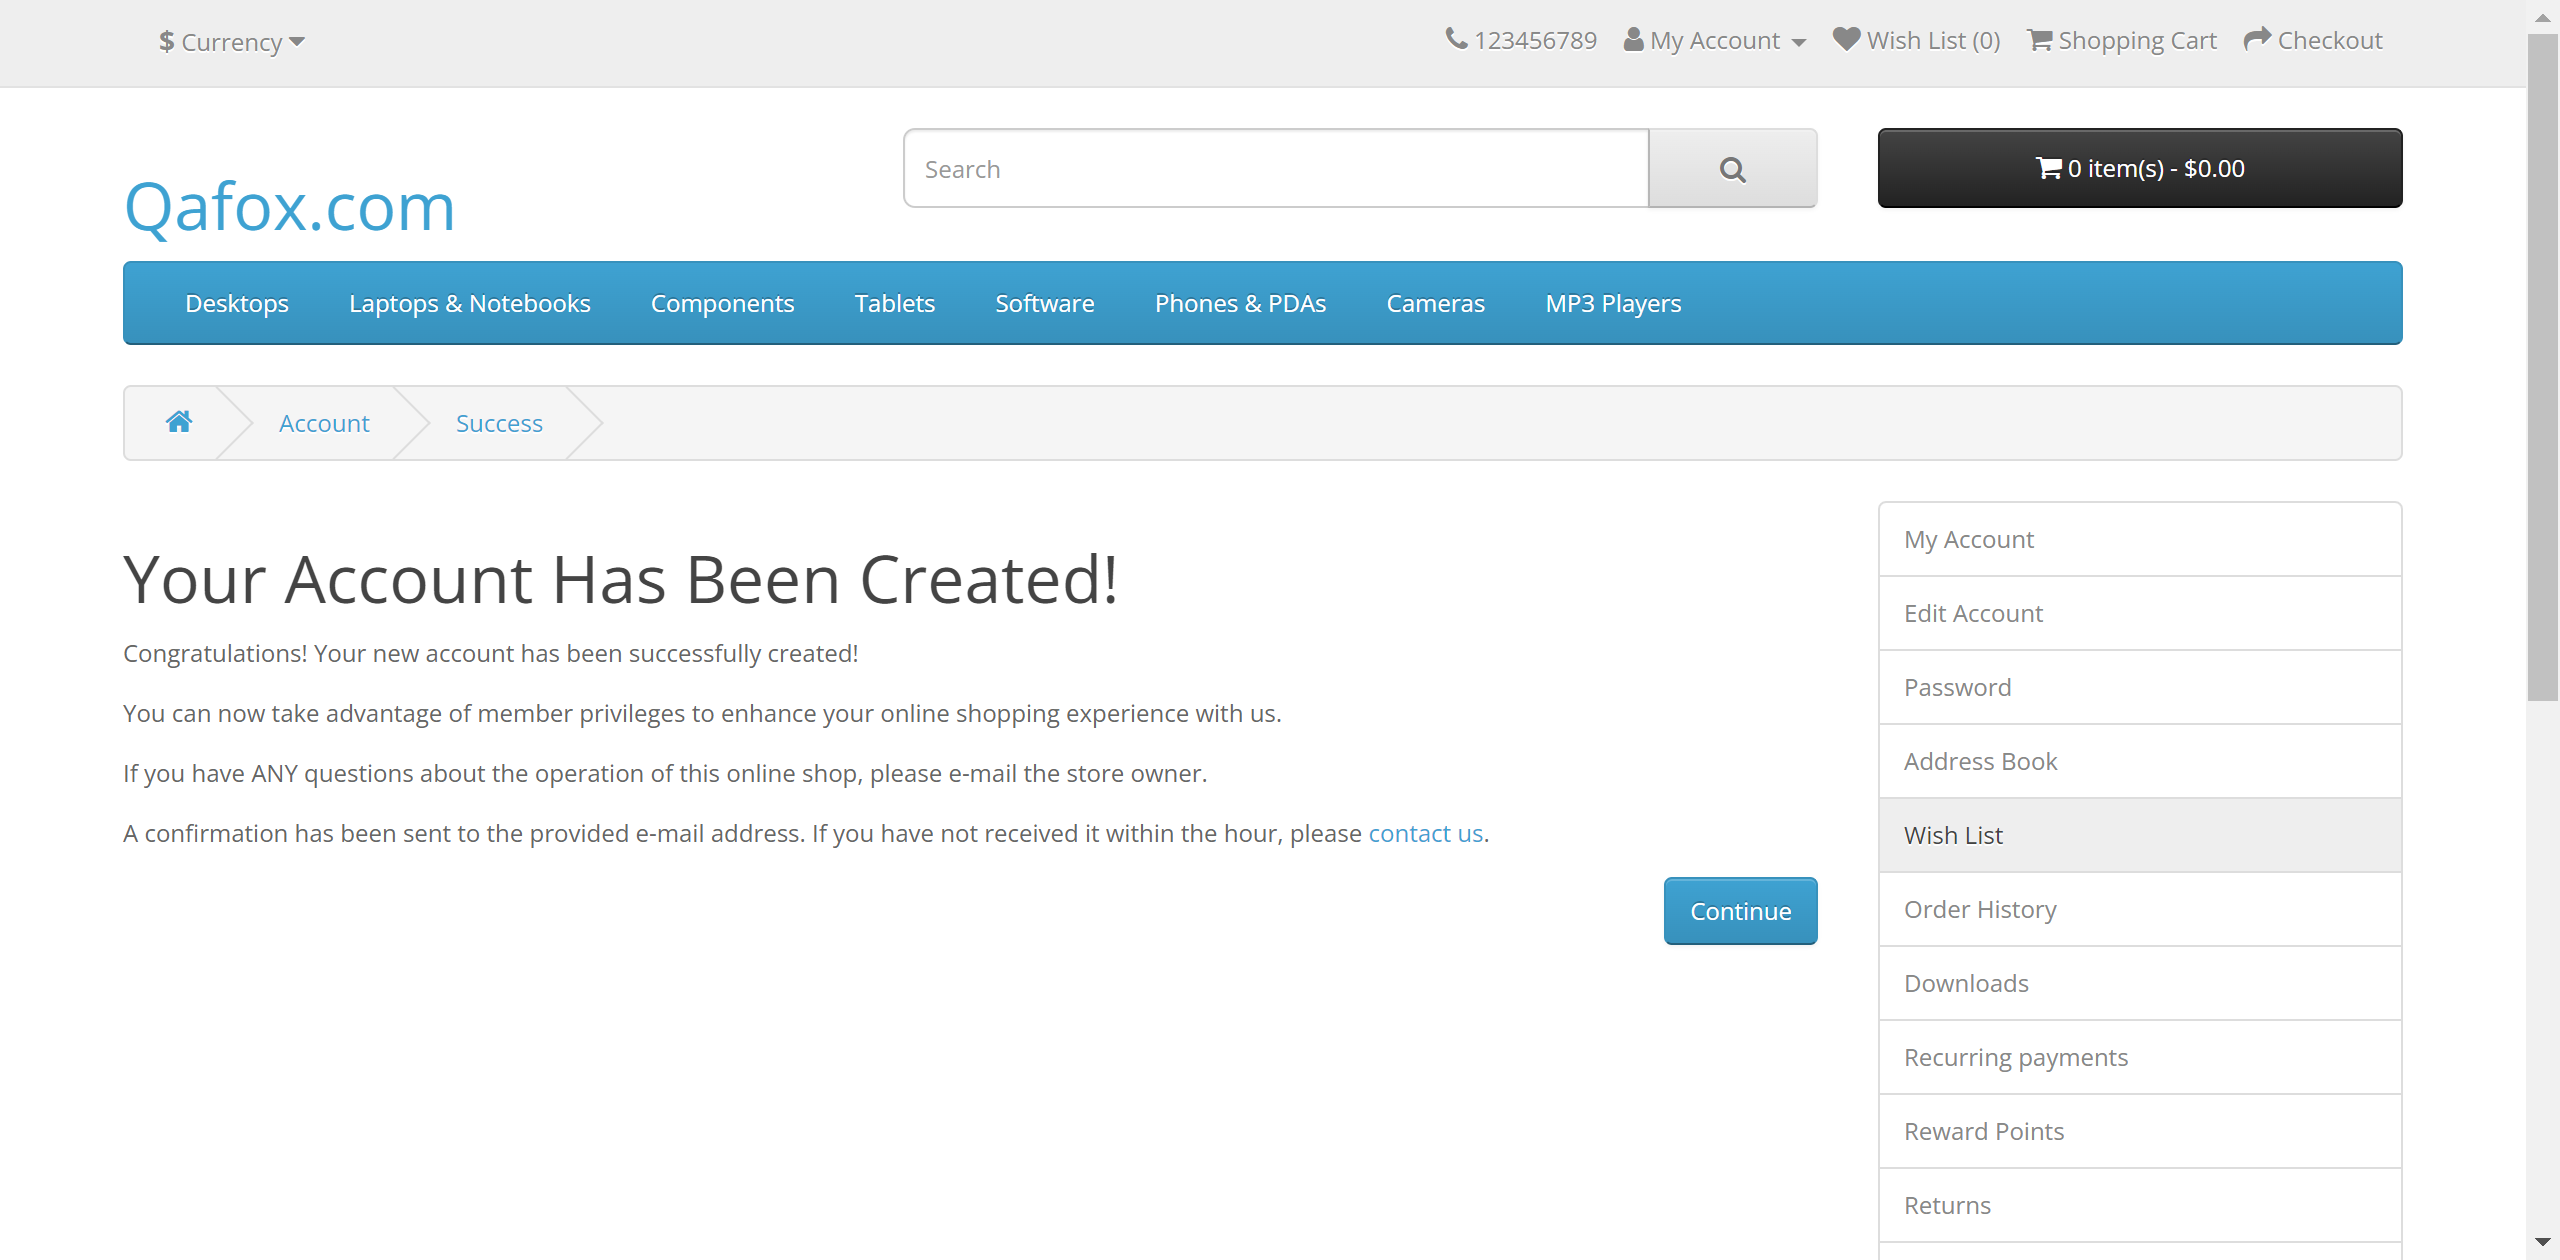 $ Currency
123456789 My Account Wish List (0) Shopping Cart Checkout
Qafox.com
Search
0 item(s) - $0.00
Desktops Laptops & Notebooks Components Tablets Software Phones & PDAs Cameras MP3 Players
Account Success
Your Account Has Been Created!
Congratulations! Your new account has been successfully created!
You can now take advantage of member privileges to enhance your online shopping experience with us.
If you have ANY questions about the operation of this online shop, please e-mail the store owner.
A confirmation has been sent to the provided e-mail address. If you have not received it within the hour, please contact us.
Continue
My Account
Edit Account
Password
Address Book
Wish List
Order History
Downloads
Recurring payments
Reward Points
Returns